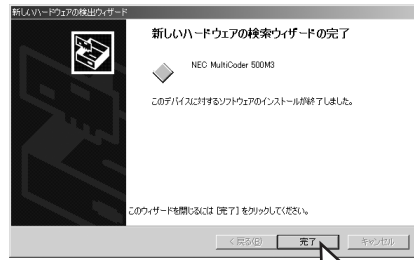 新しいハードウェアの検出ウィザード
新しいハードウェアの検索ウィザードの完了
NEC MultiCoder 500M3
このデバイスに対するソフトウェアのインストールが終了しました。
このウィザードを閉じるには [完了] をクリックしてください。
< 戻る(B)
完了
キャンセル